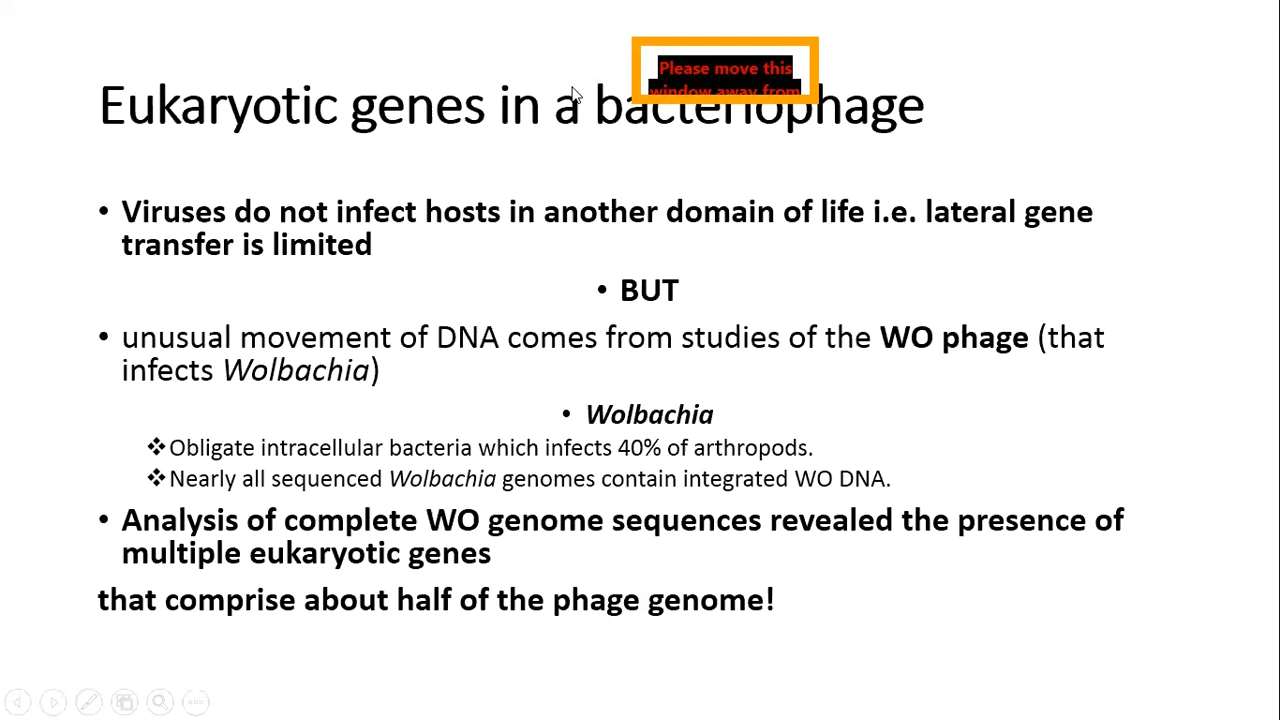 Please move this
window away from
Eukaryotic genes in a bacteriophage
• Viruses do not infect hosts in another domain of life i.e. lateral gene
transfer is limited
• BUT
• unusual movement of DNA comes from studies of the WO phage (that
infects Wolbachia)
• Wolbachia
❖Obligate intracellular bacteria which infects 40% of arthropods.
❖Nearly all sequenced Wolbachia genomes contain integrated WO DNA.
• Analysis of complete WO genome sequences revealed the presence of
multiple eukaryotic genes
that comprise about half of the phage genome!